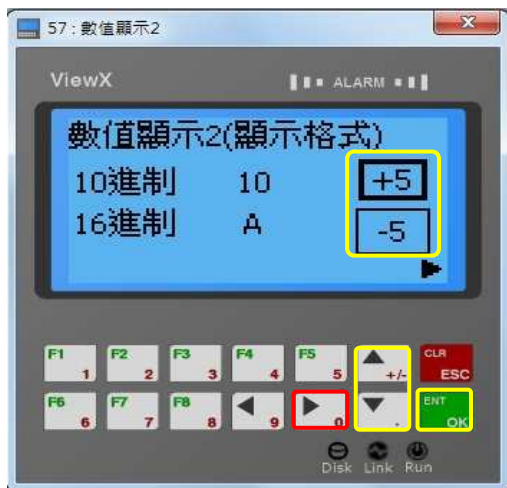 57 : 數值顯示2
ViewX
ALARM
數值顯示2(顯示格式)
10進制 10 +5
16進制 A -5
F1 1 F2 2 F3 3 F4 4 F5 5 +/- CLR ESC
F6 6 F7 7 F8 8 9 0 . ENT OK
Disk Link Run